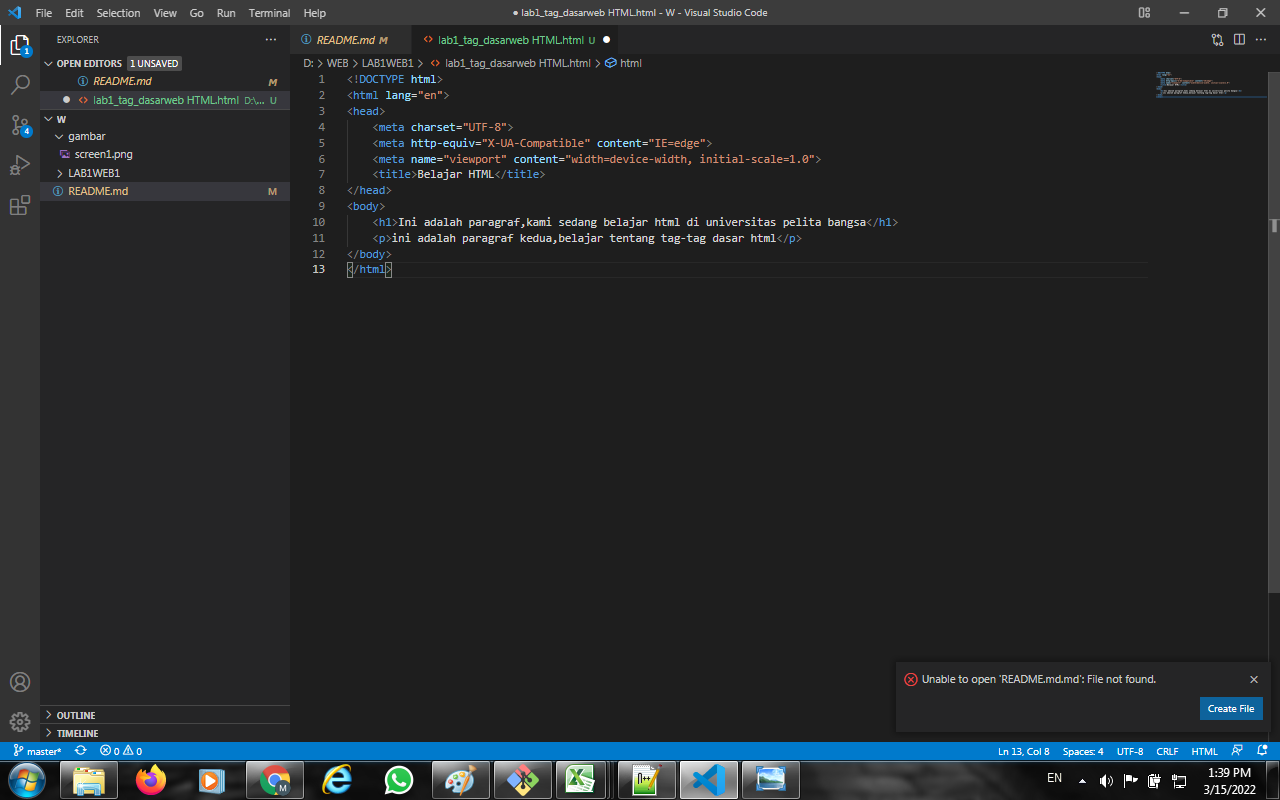 File Edit Selection View Go Run Terminal Help
● lab1_tag_dasarweb HTML.html - W - Visual Studio Code
EXPLORER
OPEN EDITORS 1 UNSAVED
README.md M
lab1_tag_dasarweb HTML.html D:\... U
W
gambar
screen1.png
LAB1WEB1
README.md M
OUTLINE
TIMELINE
1
4
README.md M
lab1_tag_dasarweb HTML.html U
D: > WEB > LAB1WEB1 > lab1_tag_dasarweb HTML.html > html
1 <!DOCTYPE html>
2 <html lang="en">
3 <head>
4 <meta charset="UTF-8">
5 <meta http-equiv="X-UA-Compatible" content="IE=edge">
6 <meta name="viewport" content="width=device-width, initial-scale=1.0">
7 <title>Belajar HTML</title>
8 </head>
9 <body>
10 <h1>Ini adalah paragraf,kami sedang belajar html di universitas pelita bangsa</h1>
11 <p>ini adalah paragraf kedua,belajar tentang tag-tag dasar html</p>
12 </body>
13 </html>
Unable to open 'README.md.md': File not found.
Create File
master* 0 0
Ln 13, Col 8 Spaces: 4 UTF-8 CRLF HTML
M
EN
1:39 PM
3/15/2022